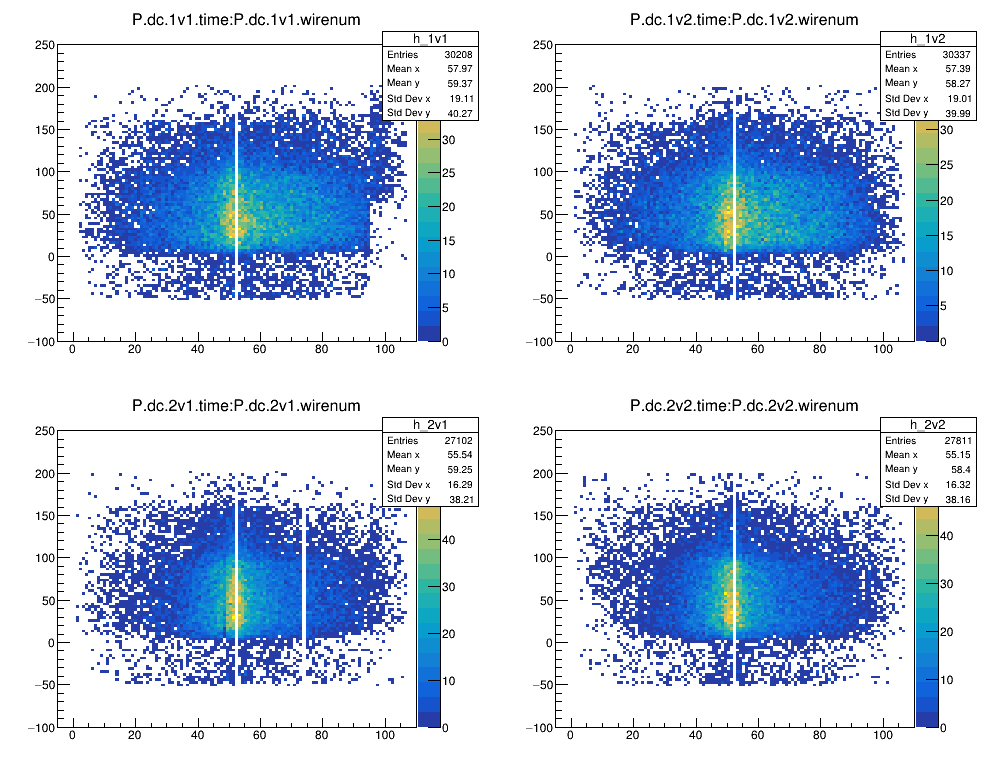 P.dc.1v1.time:P.dc.1v1.wirenum
h_1v1
Entries 30208
Mean x 57.97
Mean y 59.37
Std Dev x 19.11
Std Dev y 40.27
250
200
150
100
50
0
−50
−100
0 20 40 60 80 100
30
25
20
15
10
5
0
P.dc.1v2.time:P.dc.1v2.wirenum
h_1v2
Entries 30337
Mean x 57.39
Mean y 58.27
Std Dev x 19.01
Std Dev y 39.99
250
200
150
100
50
0
−50
−100
0 20 40 60 80 100
30
25
20
15
10
5
0
P.dc.2v1.time:P.dc.2v1.wirenum
h_2v1
Entries 27102
Mean x 55.54
Mean y 59.25
Std Dev x 16.29
Std Dev y 38.21
250
200
150
100
50
0
−50
−100
0 20 40 60 80 100
40
30
20
10
0
P.dc.2v2.time:P.dc.2v2.wirenum
h_2v2
Entries 27811
Mean x 55.15
Mean y 58.4
Std Dev x 16.32
Std Dev y 38.16
250
200
150
100
50
0
−50
−100
0 20 40 60 80 100
40
30
20
10
0